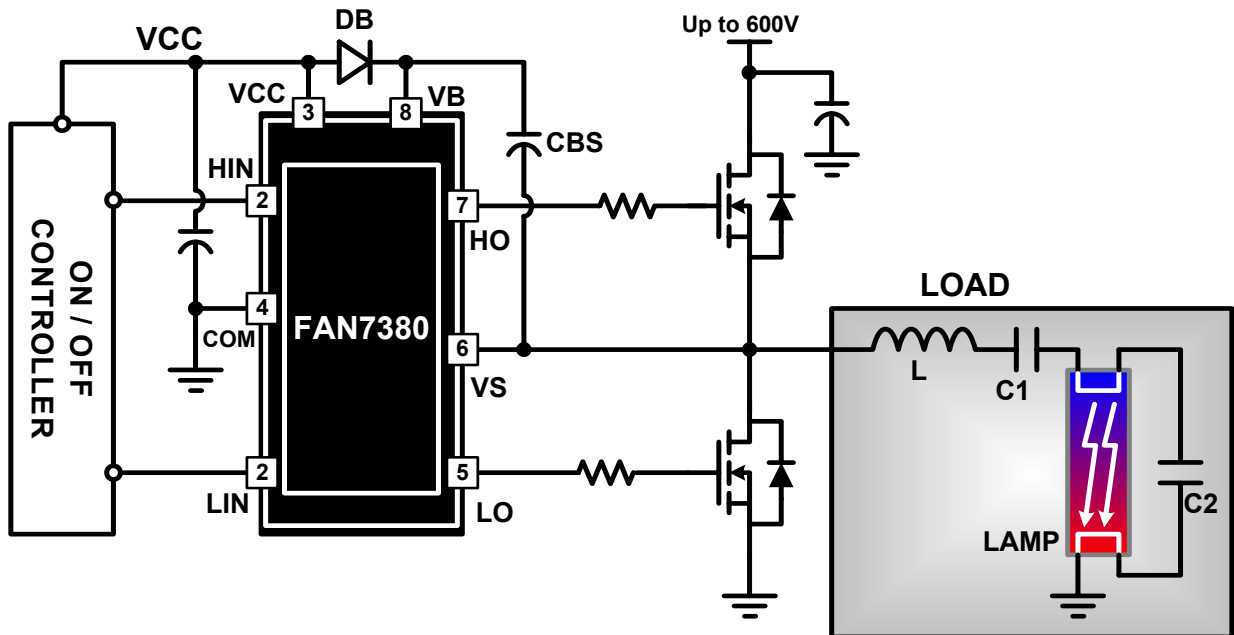 DB
Up to 600V
VCC
VCC
3
8
VB
CBS
HIN
2
7
HO
ON / OFF
CONTROLLER
4
COM
FAN7380
6
VS
LOAD
L
C1
2
LIN
5
LO
C2
LAMP